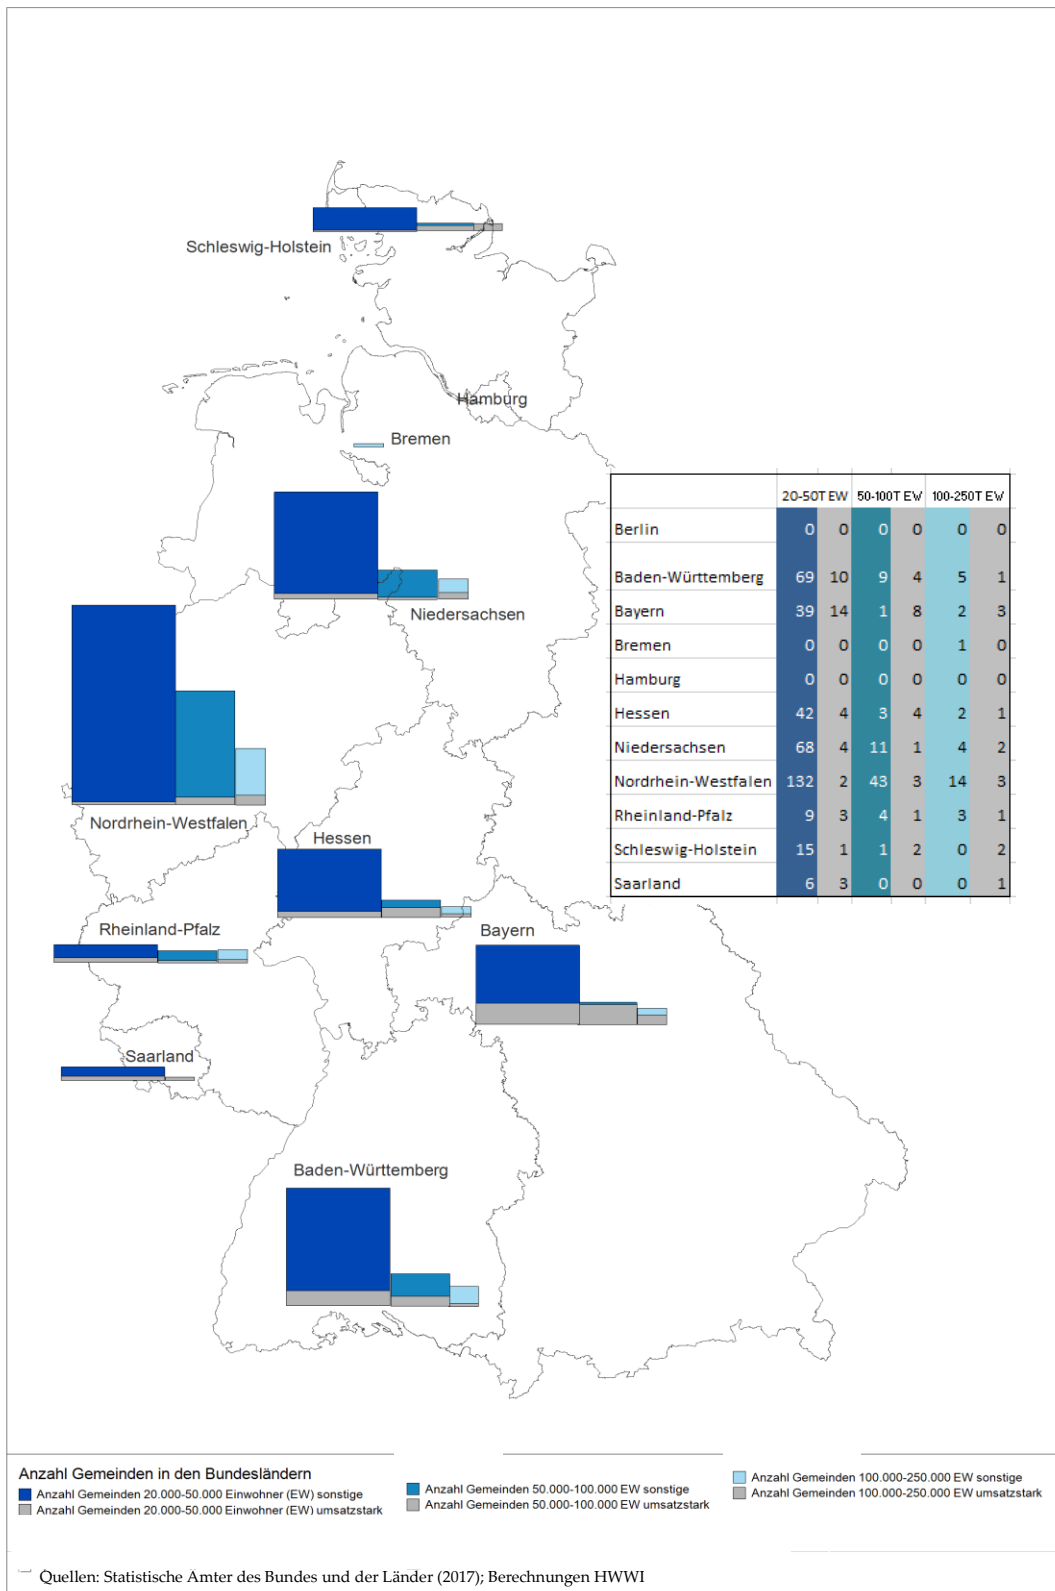 Schleswig-Holstein
Hamburg
Bremen
Niedersachsen
Nordrhein-Westfalen
Hessen
Rheinland-Pfalz
Bayern
Saarland
Baden-Württemberg
20-50T EW 50-100T EW 100-250T EW
Berlin 0 0 0 0 0 0
Baden-Württemberg 69 10 9 4 5 1
Bayern 39 14 1 8 2 3
Bremen 0 0 0 0 1 0
Hamburg 0 0 0 0 0 0
Hessen 42 4 3 4 2 1
Niedersachsen 68 4 11 1 4 2
Nordrhein-Westfalen 132 2 43 3 14 3
Rheinland-Pfalz 9 3 4 1 3 1
Schleswig-Holstein 15 1 1 2 0 2
Saarland 6 3 0 0 0 1
Anzahl Gemeinden in den Bundesländern
Anzahl Gemeinden 20.000-50.000 Einwohner (EW) sonstige
Anzahl Gemeinden 20.000-50.000 Einwohner (EW) umsatzstark
Anzahl Gemeinden 50.000-100.000 EW sonstige
Anzahl Gemeinden 50.000-100.000 EW umsatzstark
Anzahl Gemeinden 100.000-250.000 EW sonstige
Anzahl Gemeinden 100.000-250.000 EW umsatzstark
Quellen: Statistische Ämter des Bundes und der Länder (2017); Berechnungen HWWI